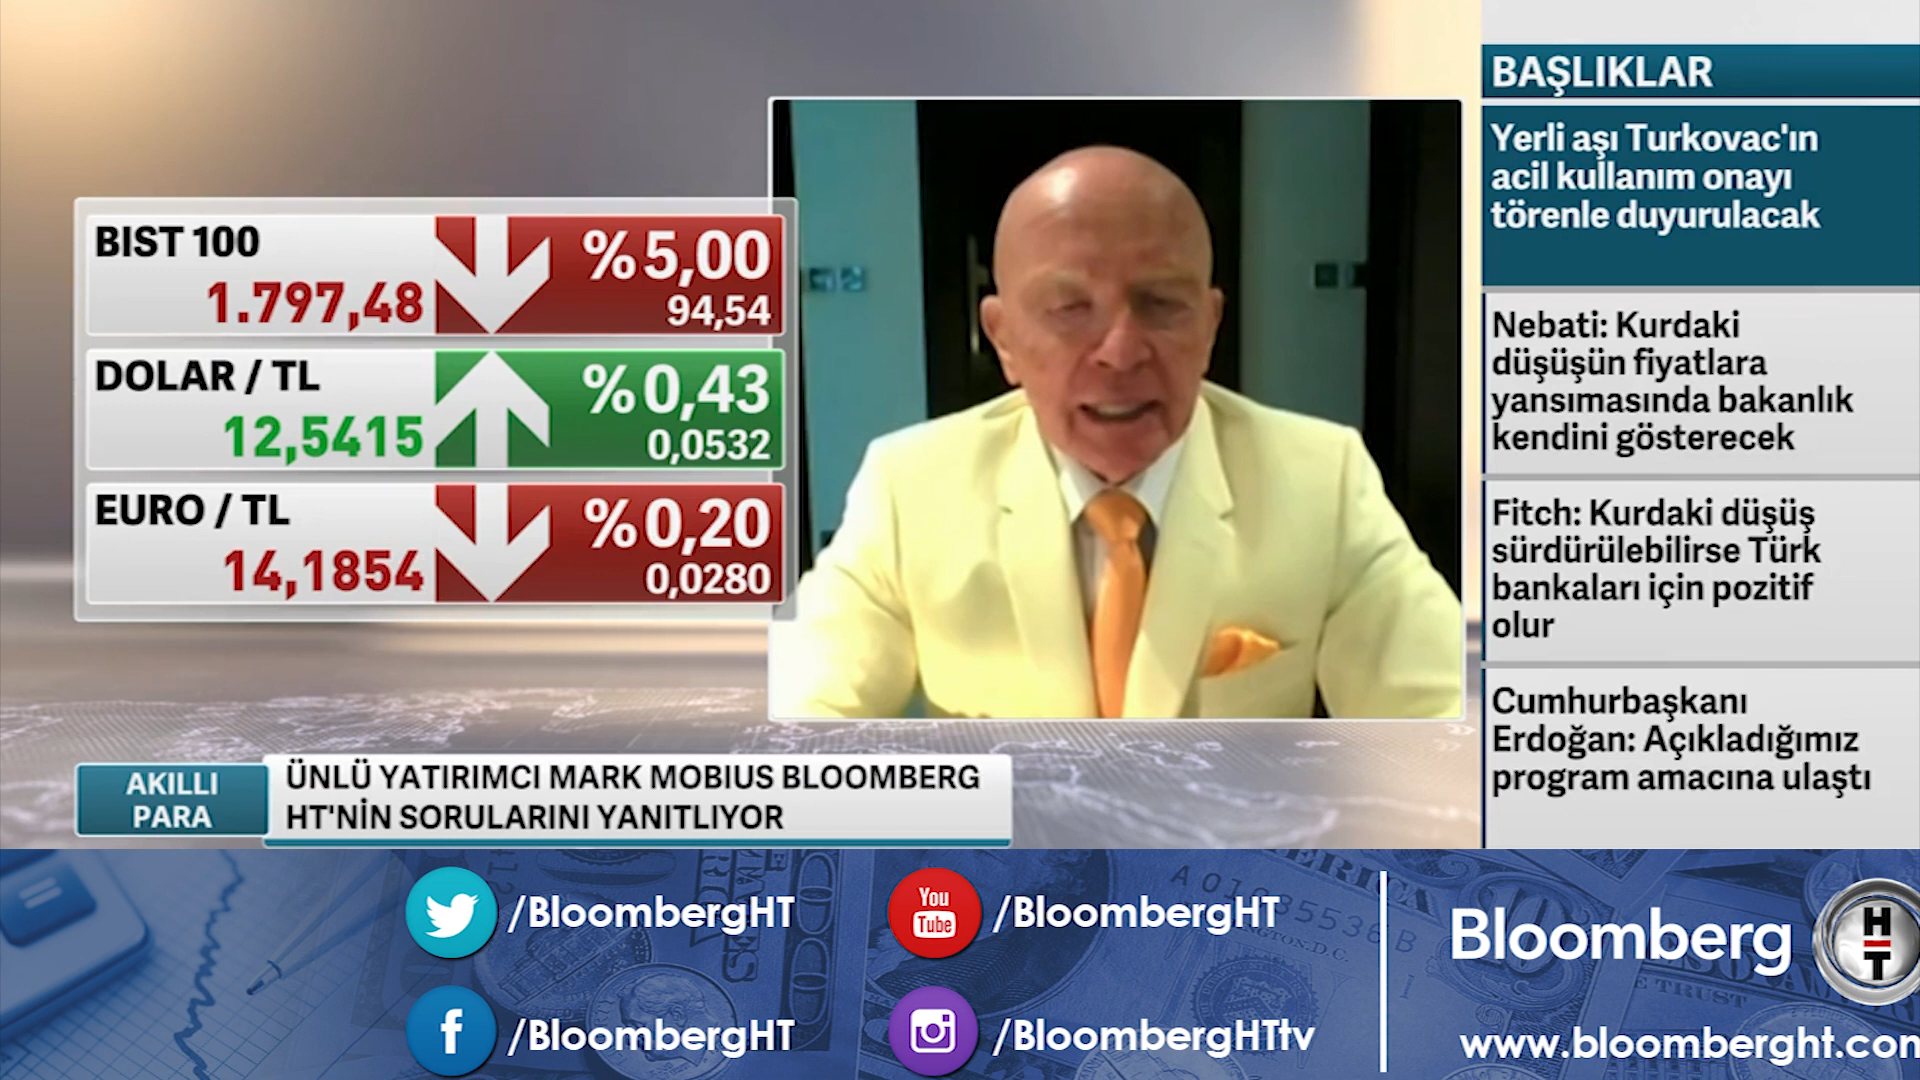 BIST 100
1.797,48
%5,00
94,54
DOLAR / TL
12,5415
%0,43
0,0532
EURO / TL
14,1854
%0,20
0,0280
AKILLI
PARA
ÜNLÜ YATIRIMCI MARK MOBIUS BLOOMBERG
HT'NİN SORULARINI YANITLIYOR
BAŞLIKLAR
Yerli aşı Turkovac'ın
acil kullanım onayı
törenle duyurulacak
Nebati: Kurdaki
düşüşün fiyatlara
yansımasında bakanlık
kendini gösterecek
Fitch: Kurdaki düşüş
sürdürülebilirse Türk
bankaları için pozitif
olur
Cumhurbaşkanı
Erdoğan: Açıkladığımız
program amacına ulaştı
/BloombergHT
You
Tube
/BloombergHT
f
/BloombergHT
/BloombergHTtv
Bloomberg
HT
www.bloomberght.com